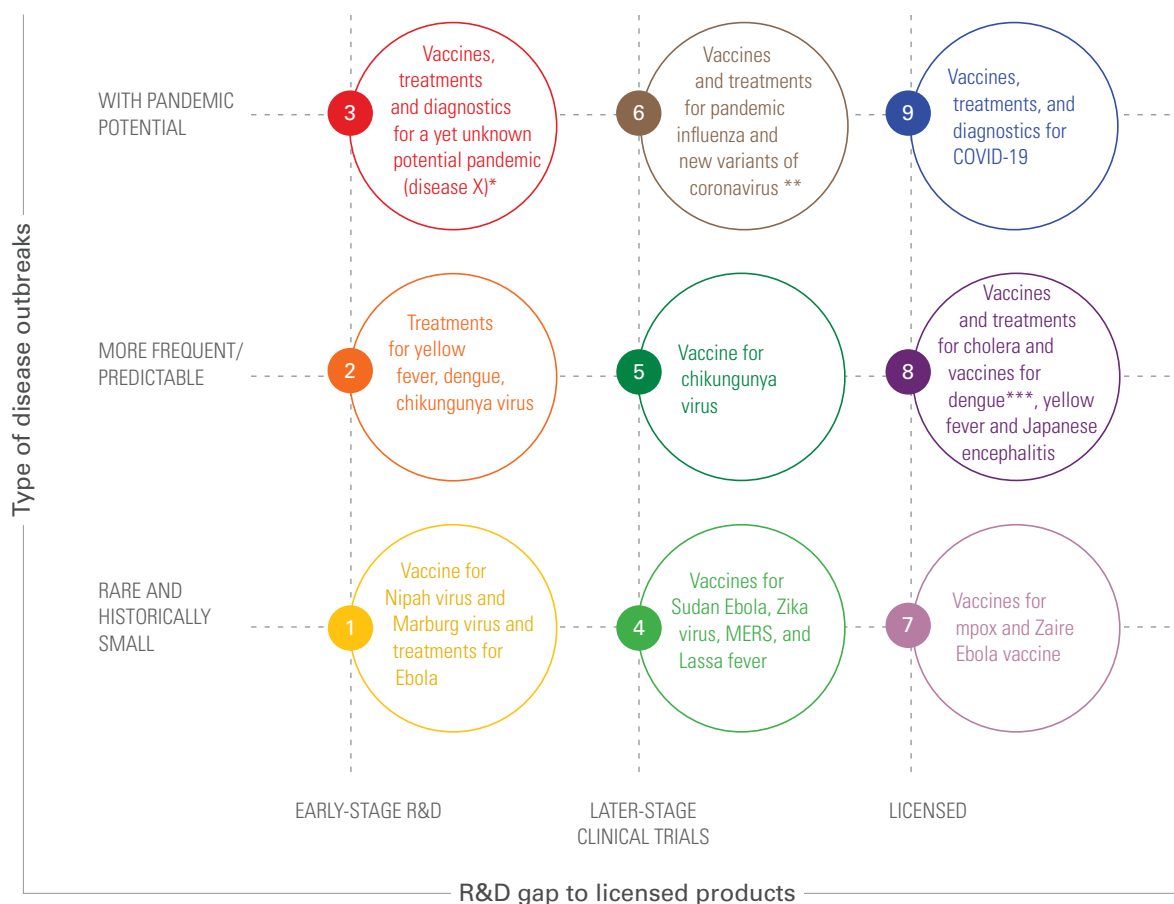 Type of disease outbreaks
WITH PANDEMIC
POTENTIAL
3
Vaccines,
treatments
and diagnostics
for a yet unknown
potential pandemic
(disease X)*
6
Vaccines
and treatments
for pandemic
influenza and
new variants of
coronavirus **
9
Vaccines,
treatments, and
diagnostics for
COVID-19
MORE FREQUENT/
PREDICTABLE
2
Treatments
for yellow
fever, dengue,
chikungunya virus
5
Vaccine for
chikungunya
virus
8
Vaccines
and treatments
for cholera and
vaccines for
dengue***, yellow
fever and Japanese
encephalitis
RARE AND
HISTORICALLY
SMALL
1
Vaccine for
Nipah virus and
Marburg virus and
treatments for
Ebola
4
Vaccines for
Sudan Ebola, Zika
virus, MERS, and
Lassa fever
7
Vaccines for
mpox and Zaire
Ebola vaccine
EARLY-STAGE R&D
LATER-STAGE
CLINICAL TRIALS
LICENSED
R&D gap to licensed products